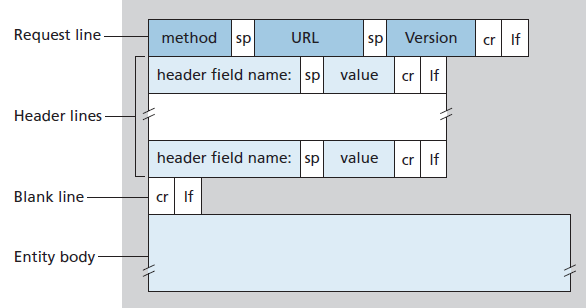 Request line method sp URL sp Version cr lf
header field name: sp value cr lf
Header lines
header field name: sp value cr lf
Blank line cr lf
Entity body